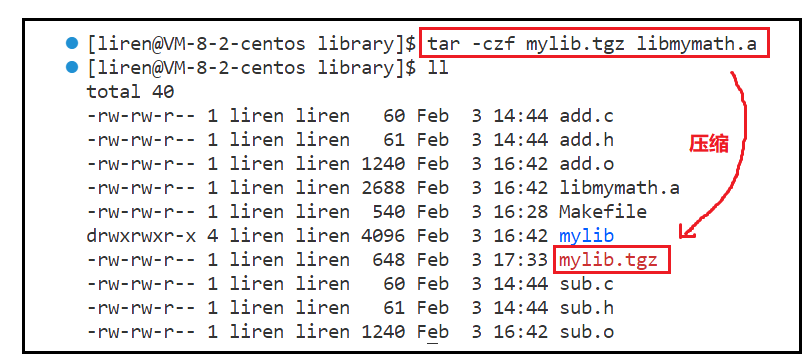 [liren@VM-8-2-centos library]$ tar -czf mylib.tgz libmymath.a
[liren@VM-8-2-centos library]$ ll
total 40
-rw-rw-r-- 1 liren liren   60 Feb  3 14:44 add.c
-rw-rw-r-- 1 liren liren   61 Feb  3 14:44 add.h
-rw-rw-r-- 1 liren liren 1240 Feb  3 16:42 add.o
-rw-rw-r-- 1 liren liren 2688 Feb  3 16:42 libmymath.a
-rw-rw-r-- 1 liren liren  540 Feb  3 16:28 Makefile
drwxrwxr-x 4 liren liren 4096 Feb  3 16:42 mylib
-rw-rw-r-- 1 liren liren  648 Feb  3 17:33 mylib.tgz
-rw-rw-r-- 1 liren liren   60 Feb  3 14:44 sub.c
-rw-rw-r-- 1 liren liren   61 Feb  3 14:44 sub.h
-rw-rw-r-- 1 liren liren 1240 Feb  3 16:42 sub.o
压缩